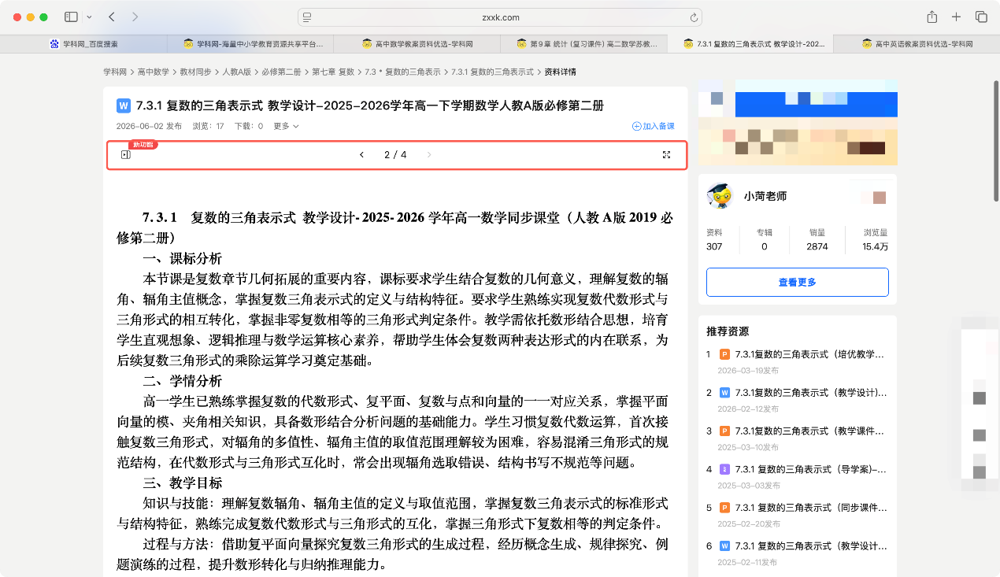 zxxk.com
学科网_百度搜索
学科网-海量中小学教育资源共享平台...
高中数学教案资料优选-学科网
第9章 统计 (复习课件) 高二数学苏教...
7.3.1 复数的三角表示式 教学设计-202...
高中英语教案资料优选-学科网
学科网 > 高中数学 > 教材同步 > 人教A版 > 必修第二册 > 第七章 复数 > 7.3 * 复数的三角表示 > 7.3.1 复数的三角表示式 > 资料详情
W 7.3.1 复数的三角表示式 教学设计-2025-2026学年高一下学期数学人教A版必修第二册
2026-06-02 发布 浏览: 17 下载: 0 更多
加入备课
新功能
2 / 4
7.3.1 复数的三角表示式 教学设计-2025-2026 学年高一数学同步课堂（人教 A版 2019 必
修第二册）
一、课标分析
本节课是复数章节几何拓展的重要内容，课标要求学生结合复数的几何意义，理解复数的辐
角、辐角主值概念，掌握复数三角表示式的定义与结构特征。要求学生熟练实现复数代数形式与
三角形式的相互转化，掌握非零复数相等的三角形式判定条件。教学需依托数形结合思想，培育
学生直观想象、逻辑推理与数学运算核心素养，帮助学生体会复数两种表达形式的内在联系，为
后续复数三角形式的乘除运算学习奠定基础。
二、学情分析
高一学生已熟练掌握复数的代数形式、复平面、复数与点和向量的一一对应关系，掌握平面
向量的模、夹角相关知识，具备数形结合分析问题的基础能力。学生习惯复数代数运算，首次接
触复数三角形式，对辐角的多值性、辐角主值的取值范围理解较为困难，容易混淆三角形式的规
范结构，在代数形式与三角形式互化时，常会出现辐角选取错误、结构书写不规范等问题。
三、教学目标
知识与技能：理解复数辐角、辐角主值的定义与取值范围，掌握复数三角表示式的标准形式
与结构特征，熟练完成复数代数形式与三角形式的互化，掌握三角形式下复数相等的判定条件。
过程与方法：借助复平面向量探究复数三角形式的生成过程，经历概念生成、规律探究、例
题演练的过程，提升数形转化与归纳推理能力。
小菏老师
资料 专辑 销量 浏览量
307 0 2874 15.4万
查看更多
推荐资源
1 P 7.3.1复数的三角表示式（培优教学...
2026-03-19发布
2 W 7.3.1复数的三角表示式（教学设计)...
2026-02-12发布
3 P 7.3.1复数的三角表示式（教学课件...
2025-03-10发布
4 7.3.1 复数的三角表示式（导学案)-...
2025-03-03发布
5 P 7.3.1 复数的三角表示式（同步课件...
2025-02-20发布
6 W 7.3.1 复数的三角表示式（教学设计...
2025-02-11发布